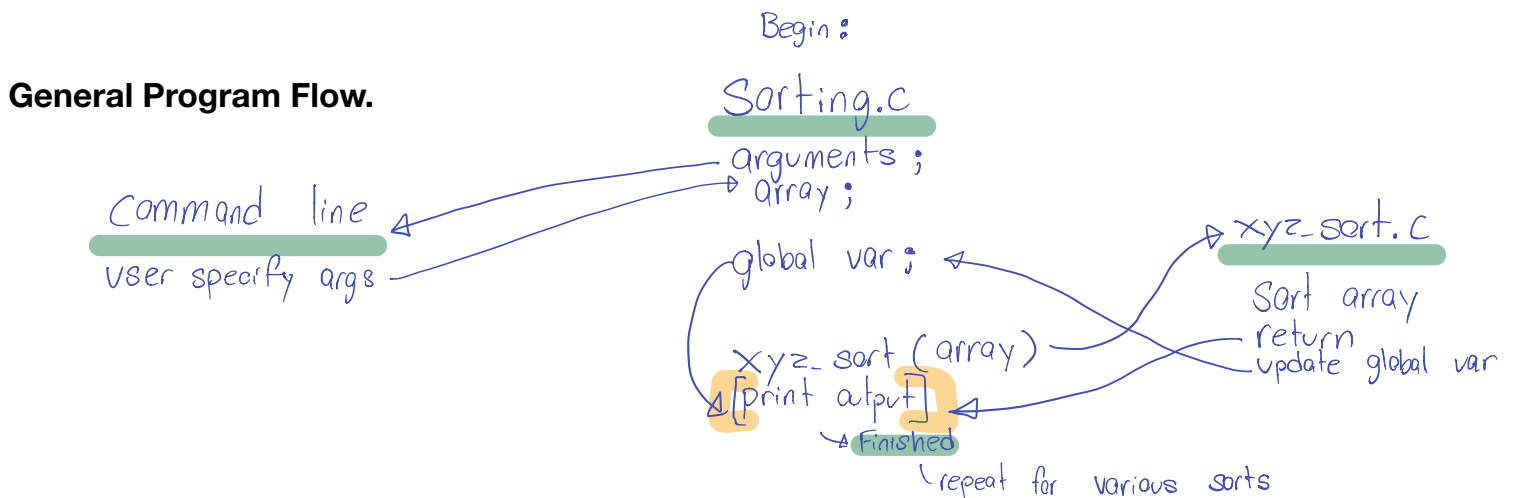 Begin:
General Program Flow.
Sorting.c
arguments ;
array ;
Command line
user specify args
global var ;
xyz_sort.c
Sort array
return
update global var
xyz_sort (array)
[print output]
Finished
repeat for various sorts